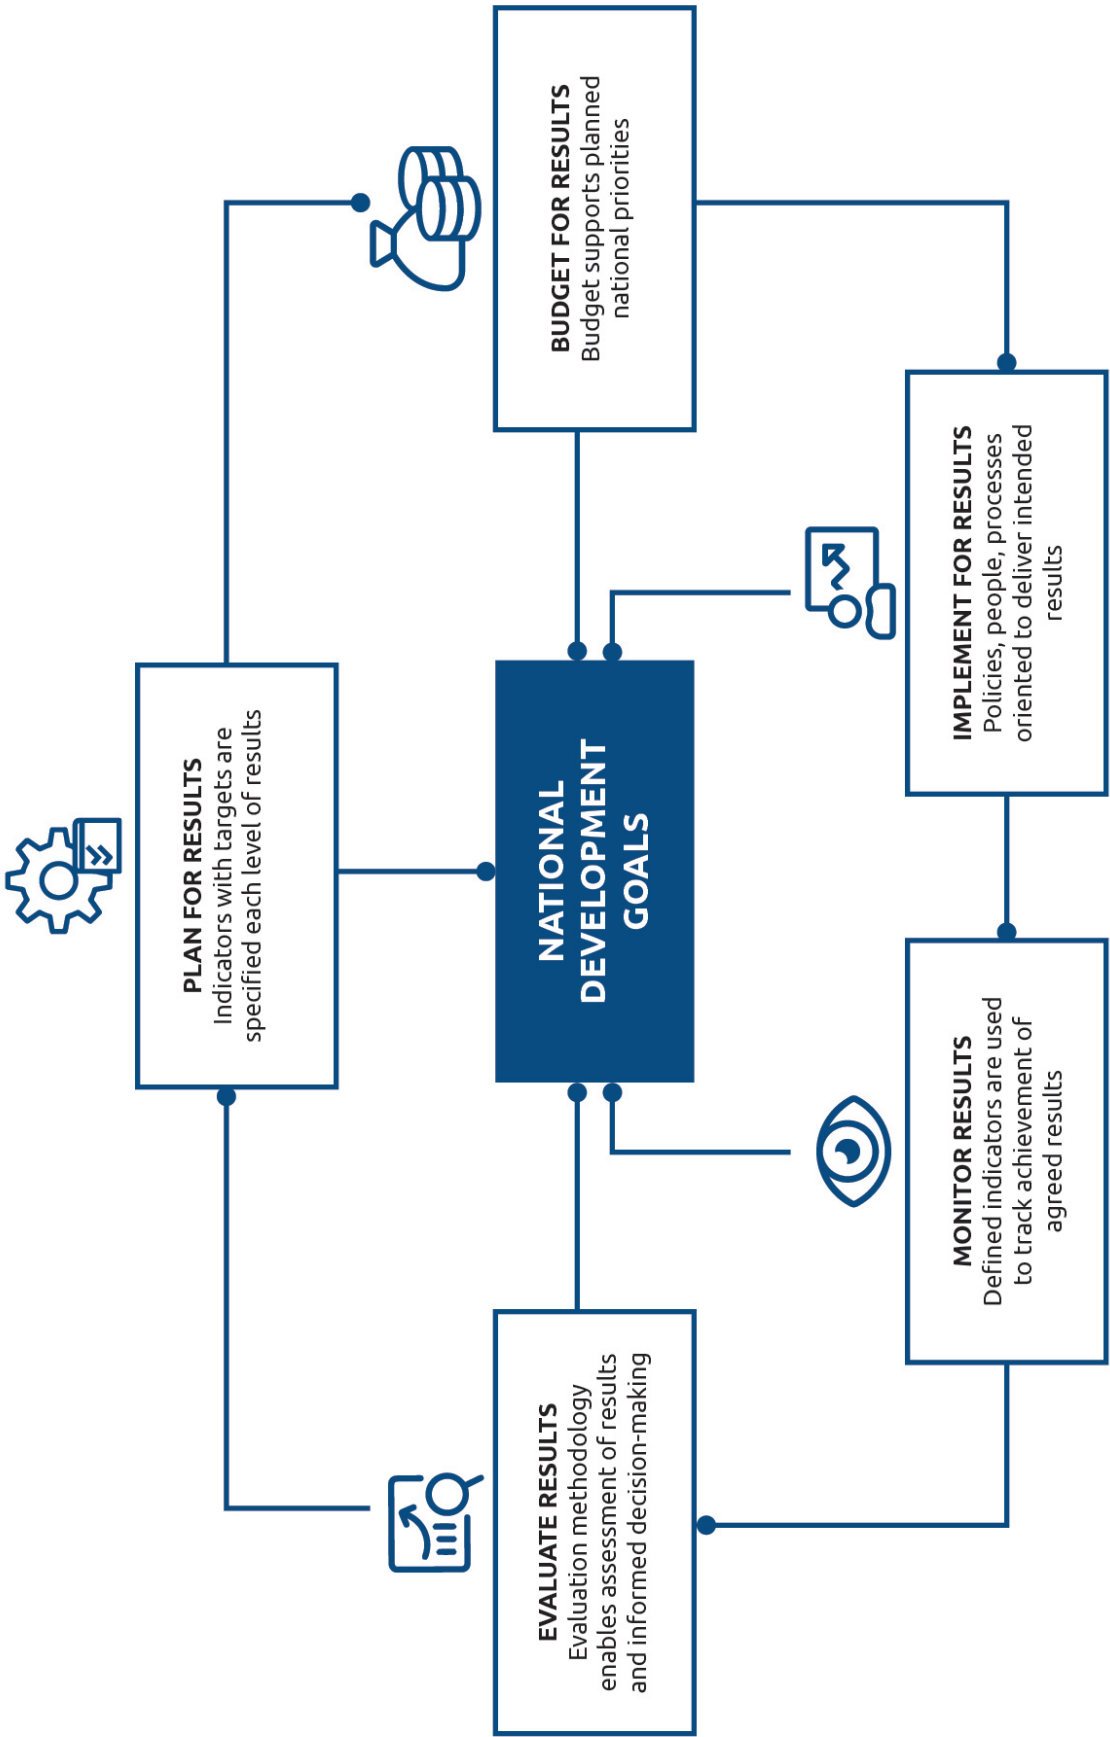 PLAN FOR RESULTS
Indicators with targets are
specified each level of results
BUDGET FOR RESULTS
Budget supports planned
national priorities
IMPLEMENT FOR RESULTS
Policies, people, processes
oriented to deliver intended
results
MONITOR RESULTS
Defined indicators are used
to track achievement of
agreed results
EVALUATE RESULTS
Evaluation methodology
enables assessment of results
and informed decision-making
NATIONAL
DEVELOPMENT
GOALS